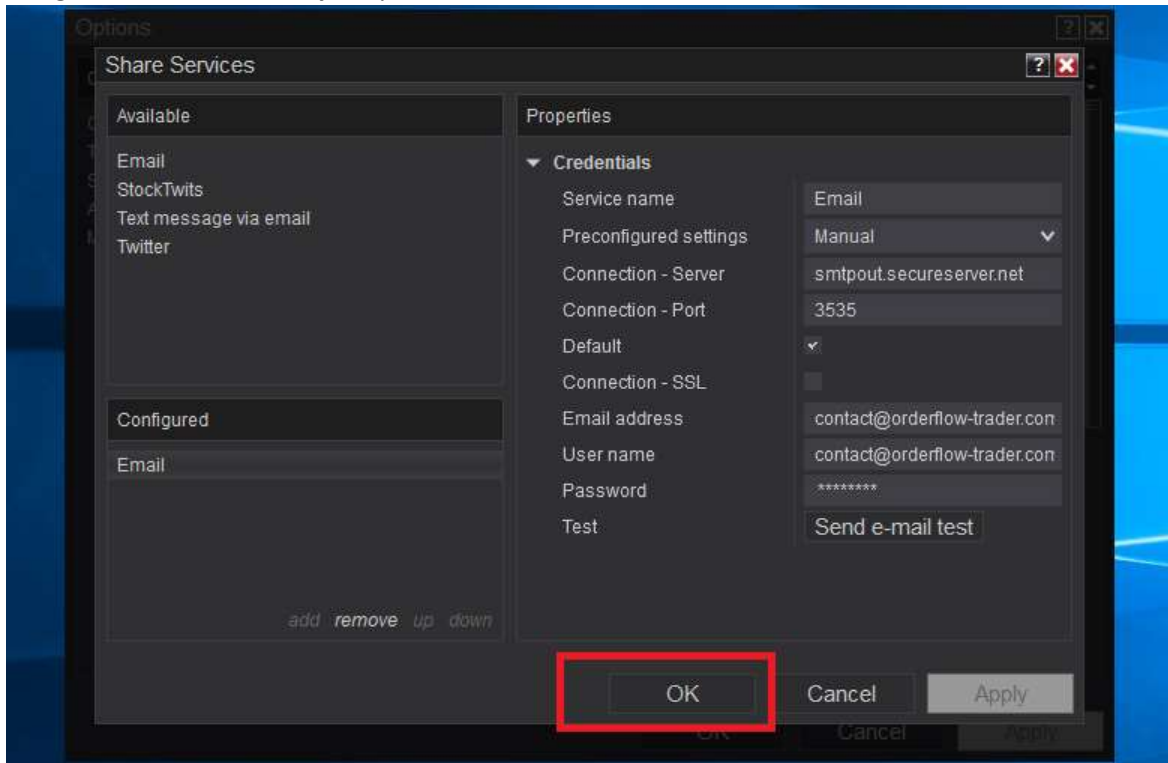 Options
Share Services
Available
Email
StockTwits
Text message via email
Twitter
Configured
Email
add remove up down
Properties
Credentials
Service name Email
Preconfigured settings Manual
Connection - Server smtpout.secureserver.net
Connection - Port 3535
Default
Connection - SSL
Email address contact@orderflow-trader.com
User name contact@orderflow-trader.com
Password ********
Test Send e-mail test
OK Cancel Apply
OK Cancel Apply